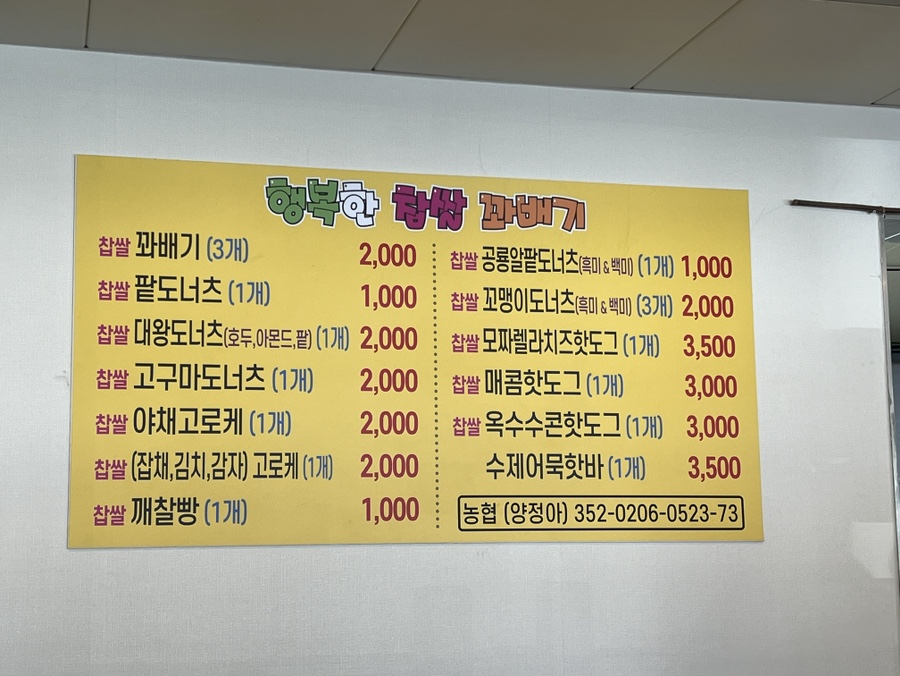 행복한 찹쌀 꽈배기
찹쌀 꽈배기 (3개) 2,000
찹쌀 팥도너츠 (1개) 1,000
찹쌀 대왕도너츠(호두,아몬드,팥) (1개) 2,000
찹쌀 고구마도너츠 (1개) 2,000
찹쌀 야채고로케 (1개) 2,000
찹쌀 (잡채,김치,감자) 고로케 (1개) 2,000
찹쌀 깨찰빵 (1개) 1,000
찹쌀 공룡알팥도너츠(흑미 & 백미) (1개) 1,000
찹쌀 꼬맹이도너츠(흑미 & 백미) (3개) 2,000
찹쌀 모짜렐라치즈핫도그 (1개) 3,500
찹쌀 매콤핫도그 (1개) 3,000
찹쌀 옥수수콘핫도그 (1개) 3,000
수제어묵핫바 (1개) 3,500
농협 (양정아) 352-0206-0523-73